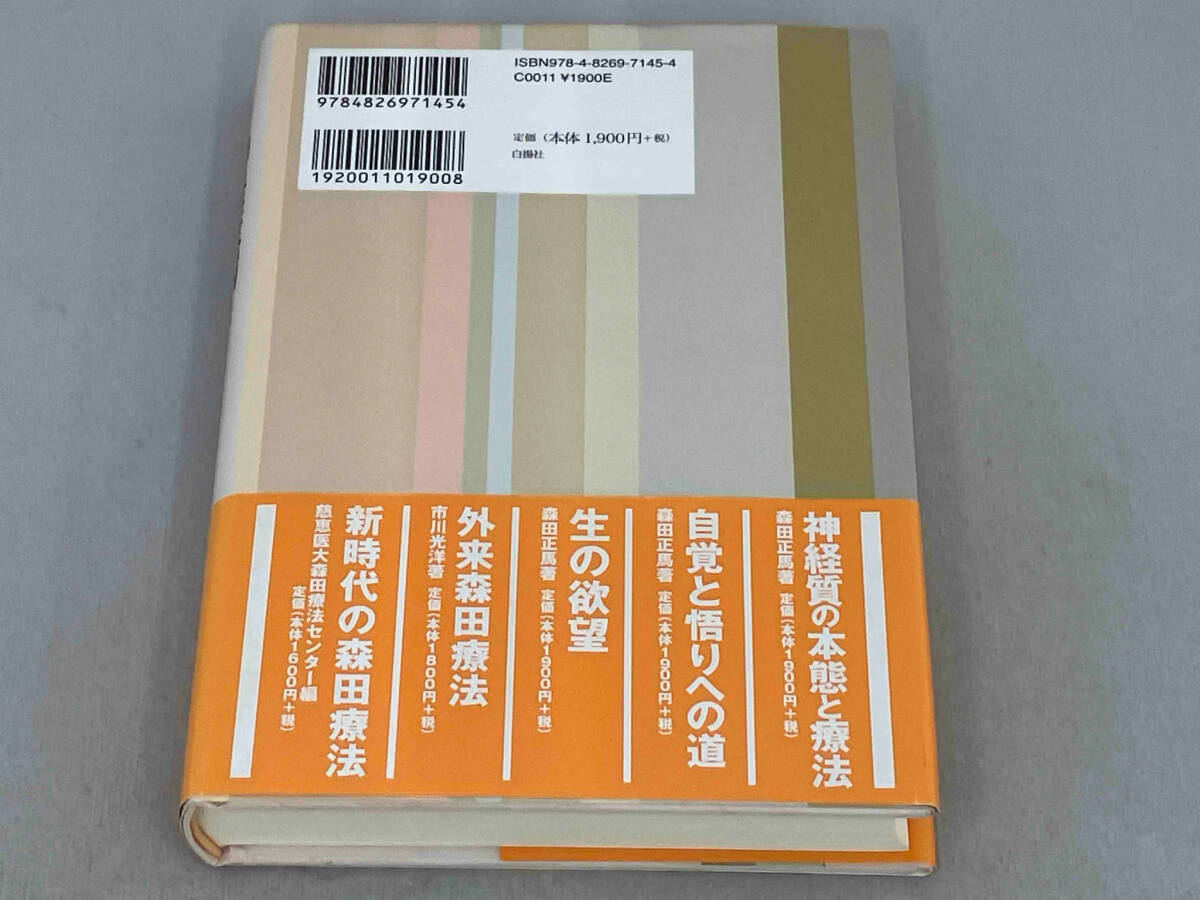 9784826971454
ISBN978-4-8269-7145-4
C0011 ¥1900E
1920011019008
定価（本体 1,900円＋税）
白揚社
神経質の本態と療法
森田正馬著 定価（本体1900円＋税）
自覚と悟りへの道
森田正馬著 定価（本体1900円＋税）
生の欲望
森田正馬著 定価（本体1900円＋税）
外来森田療法
市川光洋著 定価（本体1800円＋税）
新時代の森田療法
慈恵医大森田療法センター編
定価（本体1600円＋税）